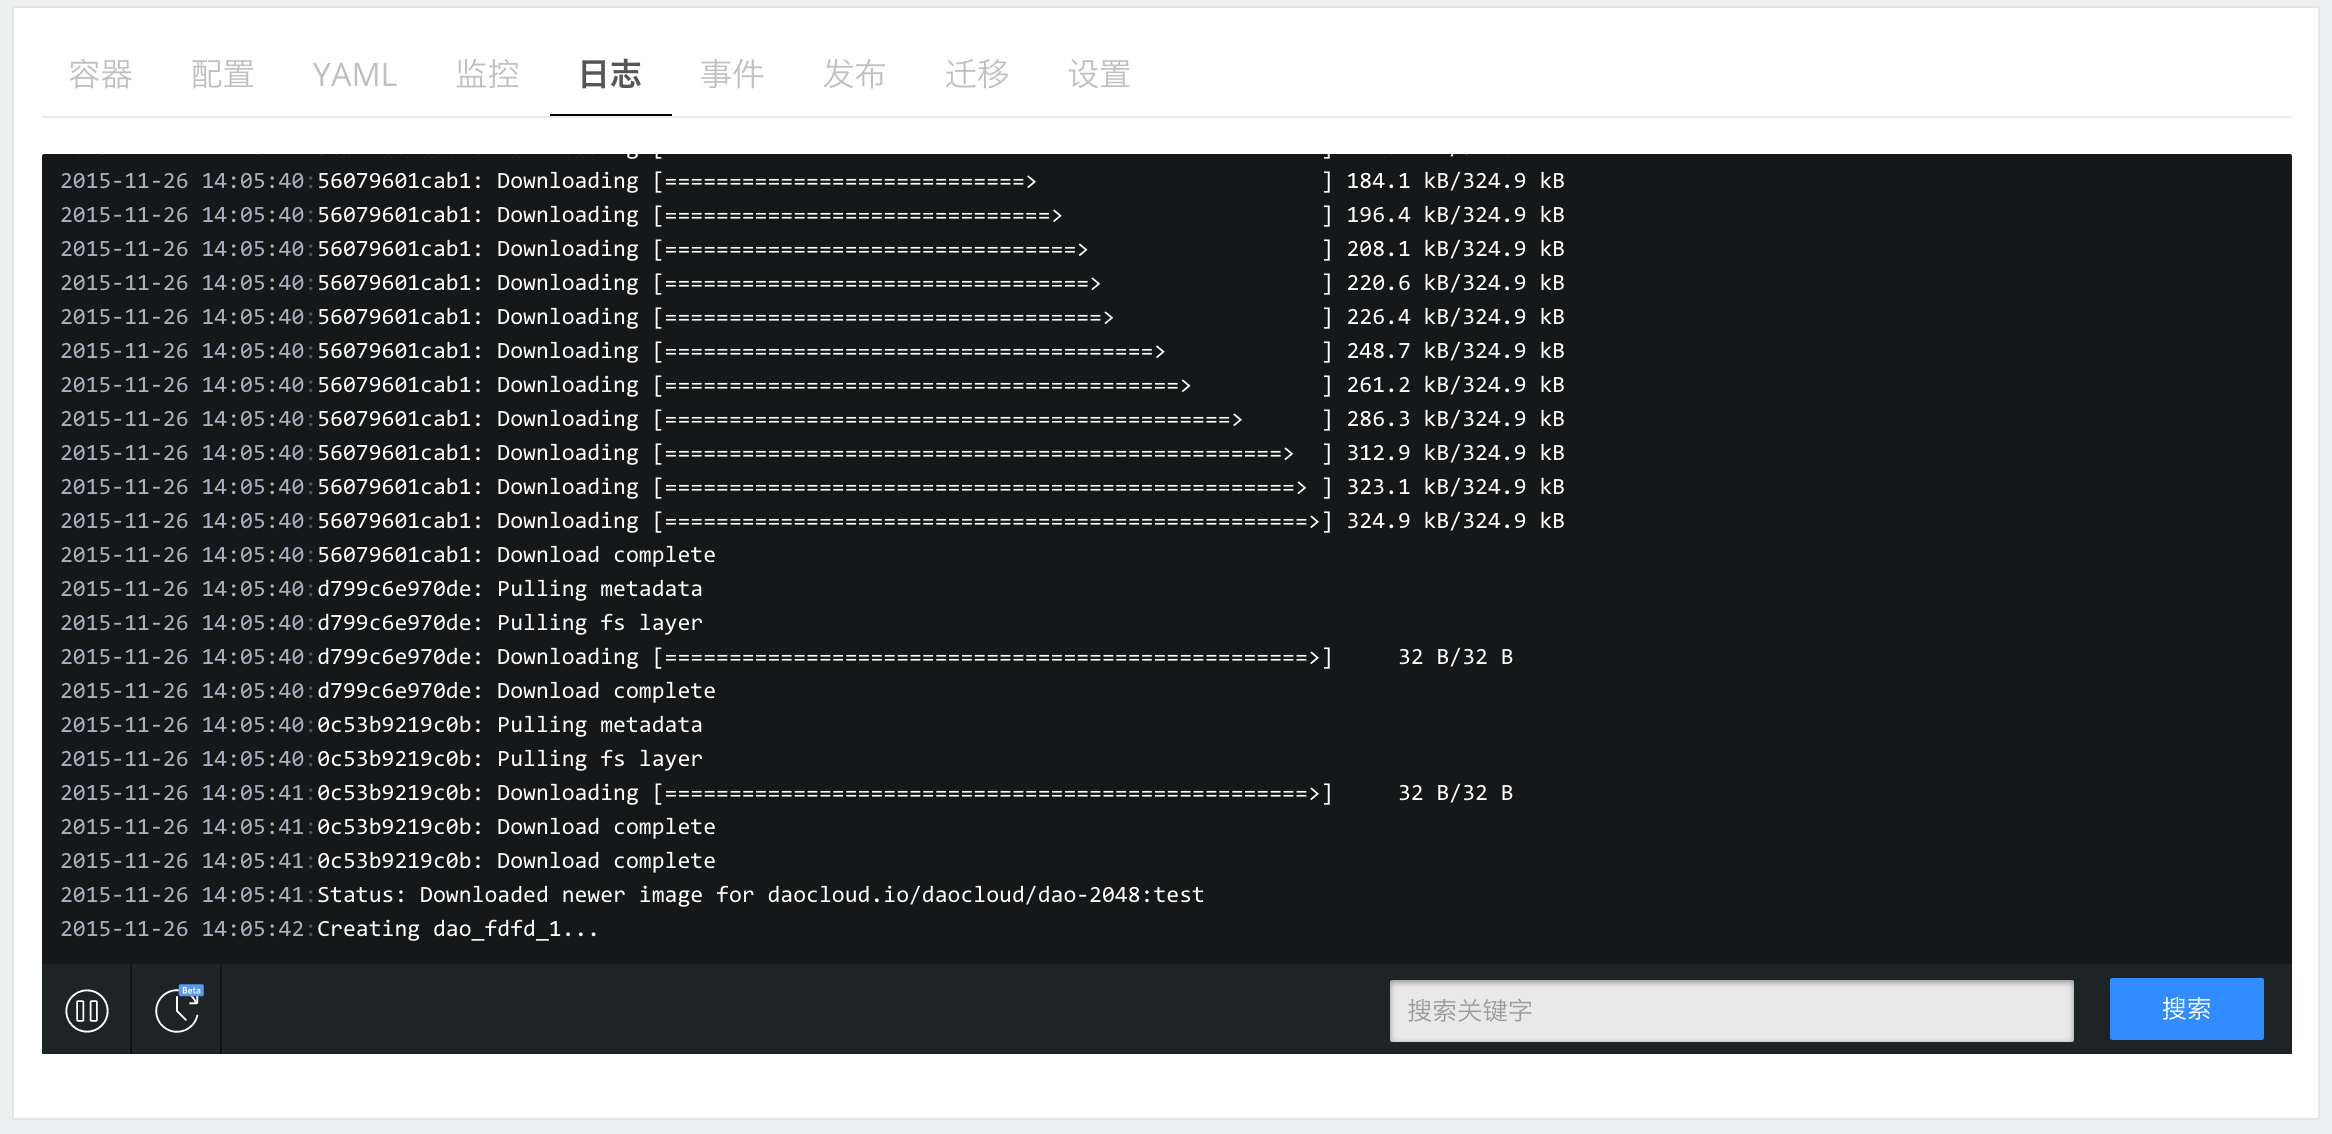 容器 配置 YAML 监控 日志 事件 发布 迁移 设置
2015-11-26 14:05:40:56079601cab1: Downloading [============================>                      ] 184.1 kB/324.9 kB
2015-11-26 14:05:40:56079601cab1: Downloading [==============================>                    ] 196.4 kB/324.9 kB
2015-11-26 14:05:40:56079601cab1: Downloading [================================>                  ] 208.1 kB/324.9 kB
2015-11-26 14:05:40:56079601cab1: Downloading [=================================>                 ] 220.6 kB/324.9 kB
2015-11-26 14:05:40:56079601cab1: Downloading [==================================>                ] 226.4 kB/324.9 kB
2015-11-26 14:05:40:56079601cab1: Downloading [======================================>            ] 248.7 kB/324.9 kB
2015-11-26 14:05:40:56079601cab1: Downloading [========================================>          ] 261.2 kB/324.9 kB
2015-11-26 14:05:40:56079601cab1: Downloading [============================================>      ] 286.3 kB/324.9 kB
2015-11-26 14:05:40:56079601cab1: Downloading [================================================>  ] 312.9 kB/324.9 kB
2015-11-26 14:05:40:56079601cab1: Downloading [=================================================> ] 323.1 kB/324.9 kB
2015-11-26 14:05:40:56079601cab1: Downloading [==================================================>] 324.9 kB/324.9 kB
2015-11-26 14:05:40:56079601cab1: Download complete
2015-11-26 14:05:40:d799c6e970de: Pulling metadata
2015-11-26 14:05:40:d799c6e970de: Pulling fs layer
2015-11-26 14:05:40:d799c6e970de: Downloading [==================================================>]     32 B/32 B
2015-11-26 14:05:40:d799c6e970de: Download complete
2015-11-26 14:05:40:0c53b9219c0b: Pulling metadata
2015-11-26 14:05:40:0c53b9219c0b: Pulling fs layer
2015-11-26 14:05:41:0c53b9219c0b: Downloading [==================================================>]     32 B/32 B
2015-11-26 14:05:41:0c53b9219c0b: Download complete
2015-11-26 14:05:41:0c53b9219c0b: Download complete
2015-11-26 14:05:41:Status: Downloaded newer image for daocloud.io/daocloud/dao-2048:test
2015-11-26 14:05:42:Creating dao_fdfd_1...
Beta
搜索关键字 搜索